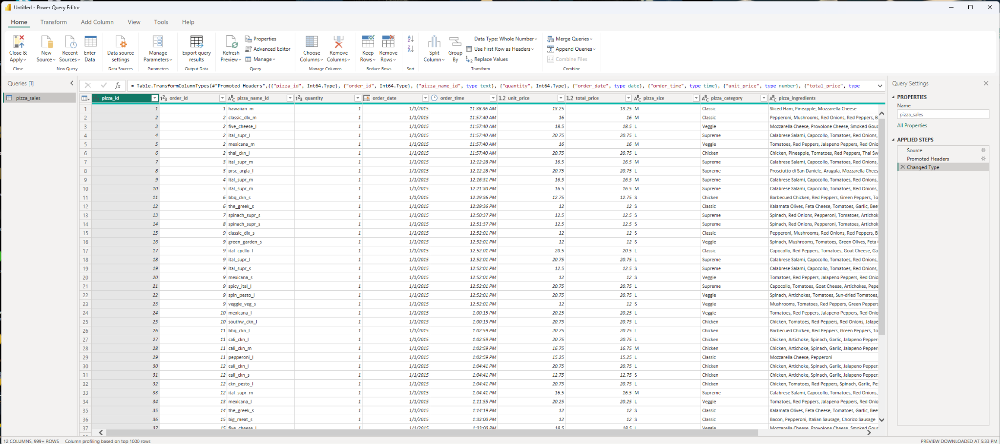 Untitled - Power Query Editor
Home Transform Add Column View Tools Help
Close & Apply
Close
New Source
Recent Sources
Enter Data
New Query
Data source settings
Data Sources
Manage Parameters
Parameters
Export query results
Output Data
Refresh Preview
Properties
Advanced Editor
Manage
Query
Choose Columns
Remove Columns
Manage Columns
Keep Rows
Remove Rows
Reduce Rows
Sort
Split Column
Group By
Data Type: Whole Number
Use First Row as Headers
Replace Values
Transform
Merge Queries
Append Queries
Combine Files
Combine
Queries [1]
pizza_sales
= Table.TransformColumnTypes(#"Promoted Headers",{{"pizza_id", Int64.Type}, {"order_id", Int64.Type}, {"pizza_name_id", type text}, {"quantity", Int64.Type}, {"order_date", type date}, {"order_time", type time}, {"unit_price", type number}, {"total_price", type
pizza_id 123 order_id ABC pizza_name_id 123 quantity order_date order_time 1.2 unit_price 1.2 total_price ABC pizza_size ABC pizza_category ABC pizza_ingredients
1 1 1 hawaiian_m 1 1/1/2015 11:38:36 AM 13.25 13.25 M Classic Sliced Ham, Pineapple, Mozzarella Cheese
2 2 2 classic_dlx_m 1 1/1/2015 11:57:40 AM 16 16 M Classic Pepperoni, Mushrooms, Red Onions, Red Peppers, B
3 3 2 five_cheese_l 1 1/1/2015 11:57:40 AM 18.5 18.5 L Veggie Mozzarella Cheese, Provolone Cheese, Smoked Gouc
4 4 2 ital_supr_l 1 1/1/2015 11:57:40 AM 20.75 20.75 L Supreme Calabrese Salami, Capocollo, Tomatoes, Red Onions,
5 5 2 mexicana_m 1 1/1/2015 11:57:40 AM 16 16 M Veggie Tomatoes, Red Peppers, Jalapeno Peppers, Red Onio
6 6 2 thai_ckn_l 1 1/1/2015 11:57:40 AM 20.75 20.75 L Chicken Chicken, Pineapple, Tomatoes, Red Peppers, Thai Sw
7 7 3 ital_supr_m 1 1/1/2015 12:12:28 PM 16.5 16.5 M Supreme Calabrese Salami, Capocollo, Tomatoes, Red Onions,
8 8 3 prsc_argla_l 1 1/1/2015 12:12:28 PM 20.75 20.75 L Supreme Prosciutto di San Daniele, Arugula, Mozzarella Chees
9 9 4 ital_supr_m 1 1/1/2015 12:16:31 PM 16.5 16.5 M Supreme Calabrese Salami, Capocollo, Tomatoes, Red Onions,
10 10 5 ital_supr_m 1 1/1/2015 12:21:30 PM 16.5 16.5 M Supreme Calabrese Salami, Capocollo, Tomatoes, Red Onions,
11 11 6 bbq_ckn_s 1 1/1/2015 12:29:36 PM 12.75 12.75 S Chicken Barbecued Chicken, Red Peppers, Green Peppers, To
12 12 6 the_greek_s 1 1/1/2015 12:29:36 PM 12 12 S Classic Kalamata Olives, Feta Cheese, Tomatoes, Garlic, Bee
13 13 7 spinach_supr_s 1 1/1/2015 12:50:37 PM 12.5 12.5 S Supreme Spinach, Red Onions, Pepperoni, Tomatoes, Artichok
14 14 8 spinach_supr_s 1 1/1/2015 12:51:37 PM 12.5 12.5 S Supreme Spinach, Red Onions, Pepperoni, Tomatoes, Artichok
15 15 9 classic_dlx_s 1 1/1/2015 12:52:01 PM 12 12 S Classic Pepperoni, Mushrooms, Red Onions, Red Peppers, B
16 16 9 green_garden_s 1 1/1/2015 12:52:01 PM 12 12 S Veggie Spinach, Mushrooms, Tomatoes, Green Olives, Feta
17 17 9 ital_cpcllo_l 1 1/1/2015 12:52:01 PM 20.5 20.5 L Classic Capocollo, Red Peppers, Tomatoes, Goat Cheese, Ga
18 18 9 ital_supr_l 1 1/1/2015 12:52:01 PM 20.75 20.75 L Supreme Calabrese Salami, Capocollo, Tomatoes, Red Onions,
19 19 9 ital_supr_s 1 1/1/2015 12:52:01 PM 12.5 12.5 S Supreme Calabrese Salami, Capocollo, Tomatoes, Red Onions,
20 20 9 mexicana_s 1 1/1/2015 12:52:01 PM 12 12 S Veggie Tomatoes, Red Peppers, Jalapeno Peppers, Red Onio
21 21 9 spicy_ital_l 1 1/1/2015 12:52:01 PM 20.75 20.75 L Supreme Capocollo, Tomatoes, Goat Cheese, Artichokes, Pepe
22 22 9 spin_pesto_l 1 1/1/2015 12:52:01 PM 20.75 20.75 L Veggie Spinach, Artichokes, Tomatoes, Sun-dried Tomatoes,
23 23 9 veggie_veg_s 1 1/1/2015 12:52:01 PM 12 12 S Veggie Mushrooms, Tomatoes, Red Peppers, Green Peppers
24 24 10 mexicana_l 1 1/1/2015 1:00:15 PM 20.25 20.25 L Veggie Tomatoes, Red Peppers, Jalapeno Peppers, Red Onio
25 25 10 southw_ckn_l 1 1/1/2015 1:00:15 PM 20.75 20.75 L Chicken Chicken, Tomatoes, Red Peppers, Red Onions, Jalape
26 26 11 bbq_ckn_l 1 1/1/2015 1:02:59 PM 20.75 20.75 L Chicken Barbecued Chicken, Red Peppers, Green Peppers, To
27 27 11 cali_ckn_l 1 1/1/2015 1:02:59 PM 20.75 20.75 L Chicken Chicken, Artichoke, Spinach, Garlic, Jalapeno Pepper
28 28 11 cali_ckn_m 1 1/1/2015 1:02:59 PM 16.75 16.75 M Chicken Chicken, Artichoke, Spinach, Garlic, Jalapeno Pepper
29 29 11 pepperoni_l 1 1/1/2015 1:02:59 PM 15.25 15.25 L Classic Mozzarella Cheese, Pepperoni
30 30 12 cali_ckn_l 1 1/1/2015 1:04:41 PM 20.75 20.75 L Chicken Chicken, Artichoke, Spinach, Garlic, Jalapeno Pepper
31 31 12 cali_ckn_s 1 1/1/2015 1:04:41 PM 12.75 12.75 S Chicken Chicken, Artichoke, Spinach, Garlic, Jalapeno Pepper
32 32 12 ckn_pesto_l 1 1/1/2015 1:04:41 PM 20.75 20.75 L Chicken Chicken, Tomatoes, Red Peppers, Spinach, Garlic, Pe
33 33 12 ital_supr_m 1 1/1/2015 1:04:41 PM 16.5 16.5 M Supreme Calabrese Salami, Capocollo, Tomatoes, Red Onions,
34 34 13 mexicana_l 1 1/1/2015 1:11:55 PM 20.25 20.25 L Veggie Tomatoes, Red Peppers, Jalapeno Peppers, Red Onio
35 35 14 the_greek_s 1 1/1/2015 1:14:19 PM 12 12 S Classic Kalamata Olives, Feta Cheese, Tomatoes, Garlic, Bee
36 36 15 big_meat_s 1 1/1/2015 1:33:00 PM 12 12 S Classic Bacon, Pepperoni, Italian Sausage, Chorizo Sausage
37 37 15 five_cheese_l 1 1/1/2015 1:33:00 PM 18.5 18.5 L Veggie Mozzarella Cheese, Provolone Cheese, Smoked Gouc
Query Settings
PROPERTIES
Name
pizza_sales
All Properties
APPLIED STEPS
Source
Promoted Headers
Changed Type
12 COLUMNS, 999+ ROWS Column profiling based on top 1000 rows
PREVIEW DOWNLOADED AT 5:33 PM